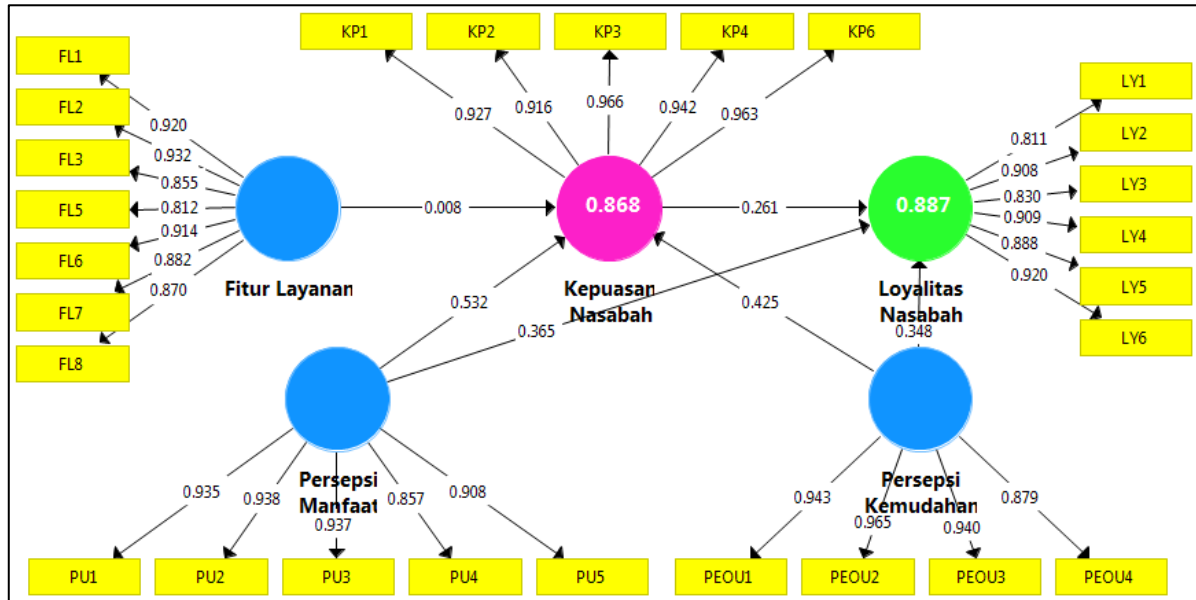 KP1
KP2
KP3
KP4
KP6
FL1
FL2
FL3
FL5
FL6
FL7
FL8
0.920
0.932
0.855
0.812
0.914
0.882
0.870
0.927
0.916
0.966
0.942
0.963
LY1
LY2
LY3
LY4
LY5
LY6
0.811
0.908
0.830
0.909
0.888
0.920
0.008
0.868
0.261
0.887
Fitur Layanan
Kepuasan
Nasabah
Loyalitas
Nasabah
0.532
0.365
0.425
0.348
Persepsi
Manfaat
Persepsi
Kemudahan
0.935
0.938
0.937
0.857
0.908
0.943
0.965
0.940
0.879
PU1
PU2
PU3
PU4
PU5
PEOU1
PEOU2
PEOU3
PEOU4